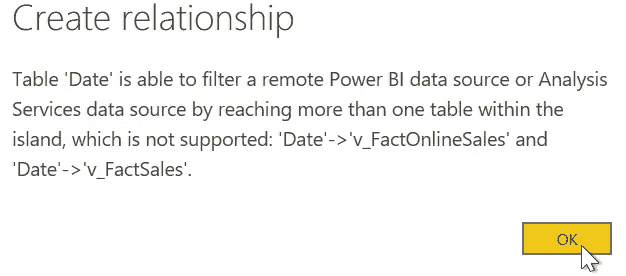 Create relationship
Table 'Date' is able to filter a remote Power BI data source or Analysis
Services data source by reaching more than one table within the
island, which is not supported: 'Date'->'v_FactOnlineSales' and
'Date'->'v_FactSales'.
OK